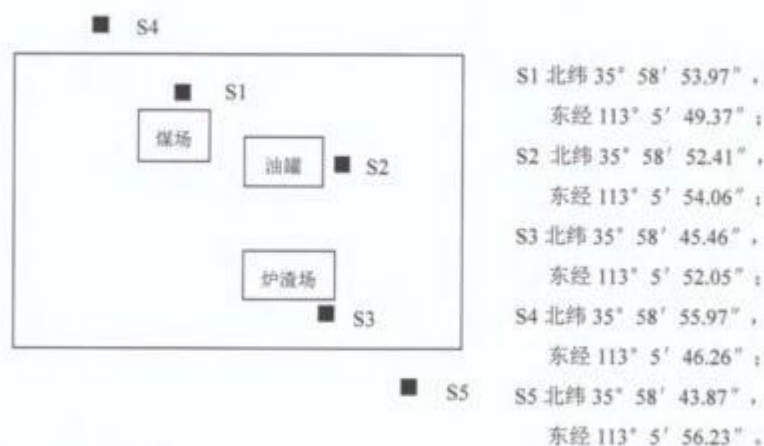 S4
S1
煤场
油罐
S2
炉渣场
S3
S5
S1 北纬 35° 58′ 53.97″，
东经 113° 5′ 49.37″；
S2 北纬 35° 58′ 52.41″，
东经 113° 5′ 54.06″；
S3 北纬 35° 58′ 45.46″，
东经 113° 5′ 52.05″；
S4 北纬 35° 58′ 55.97″，
东经 113° 5′ 46.26″；
S5 北纬 35° 58′ 43.87″，
东经 113° 5′ 56.23″。